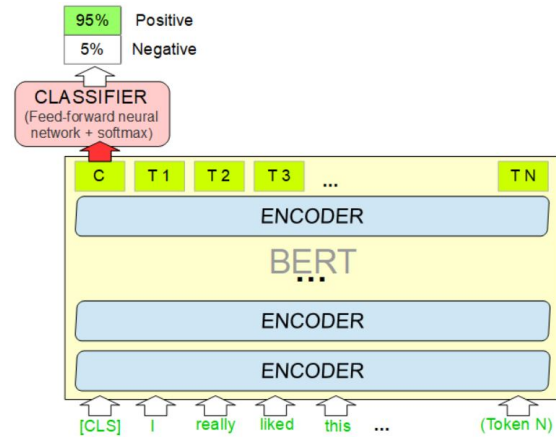 95% Positive
5% Negative
CLASSIFIER
(Feed-forward neural
network + softmax)
C T 1 T 2 T 3 ... T N
ENCODER
BERT
...
ENCODER
ENCODER
[CLS] I really liked this ... (Token N)